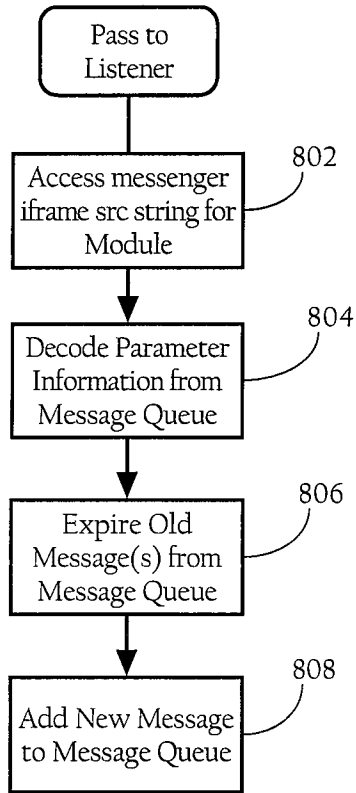 Pass to
Listener
802
Access messenger
iframe src string for
Module
804
Decode Parameter
Information from
Message Queue
806
Expire Old
Message(s) from
Message Queue
808
Add New Message
to Message Queue